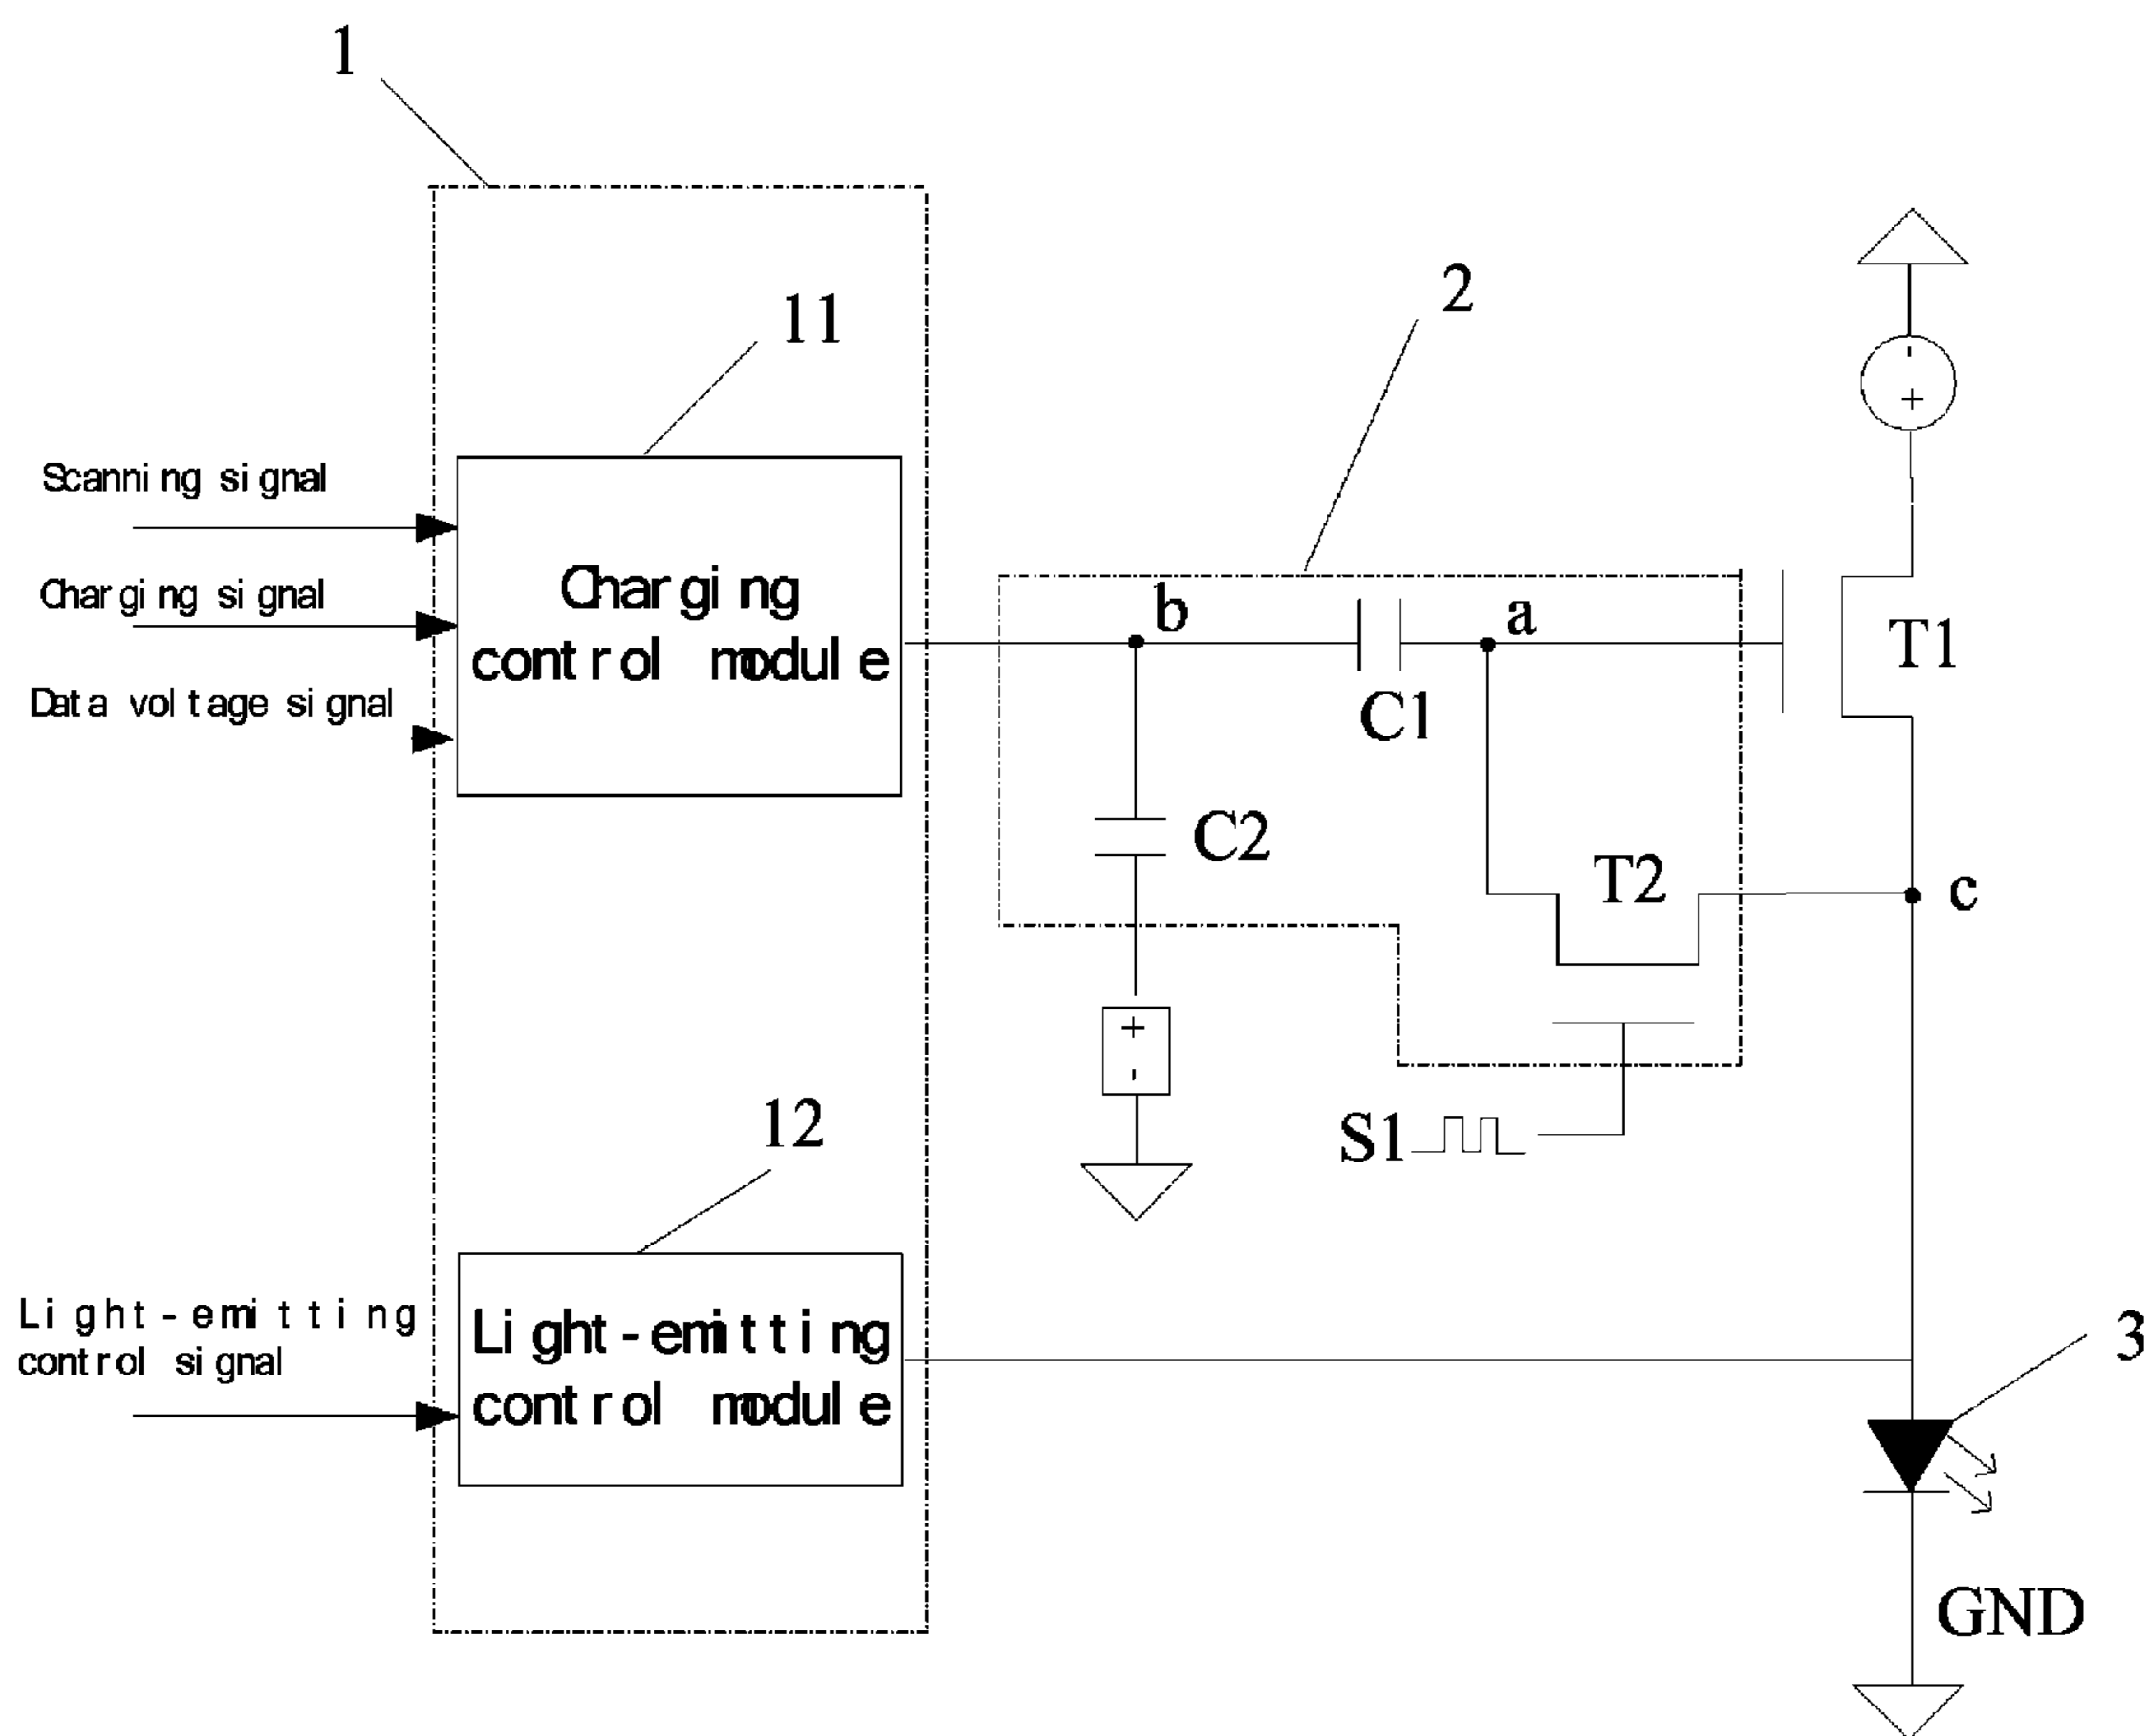 1
11
2
Scanning signal
Charging signal
Data voltage signal
Charging
control module
b
a
T1
C1
C2
T2
c
+
-
-
+
S1
12
Light-emitting
control signal
Light-emitting
control module
3
GND